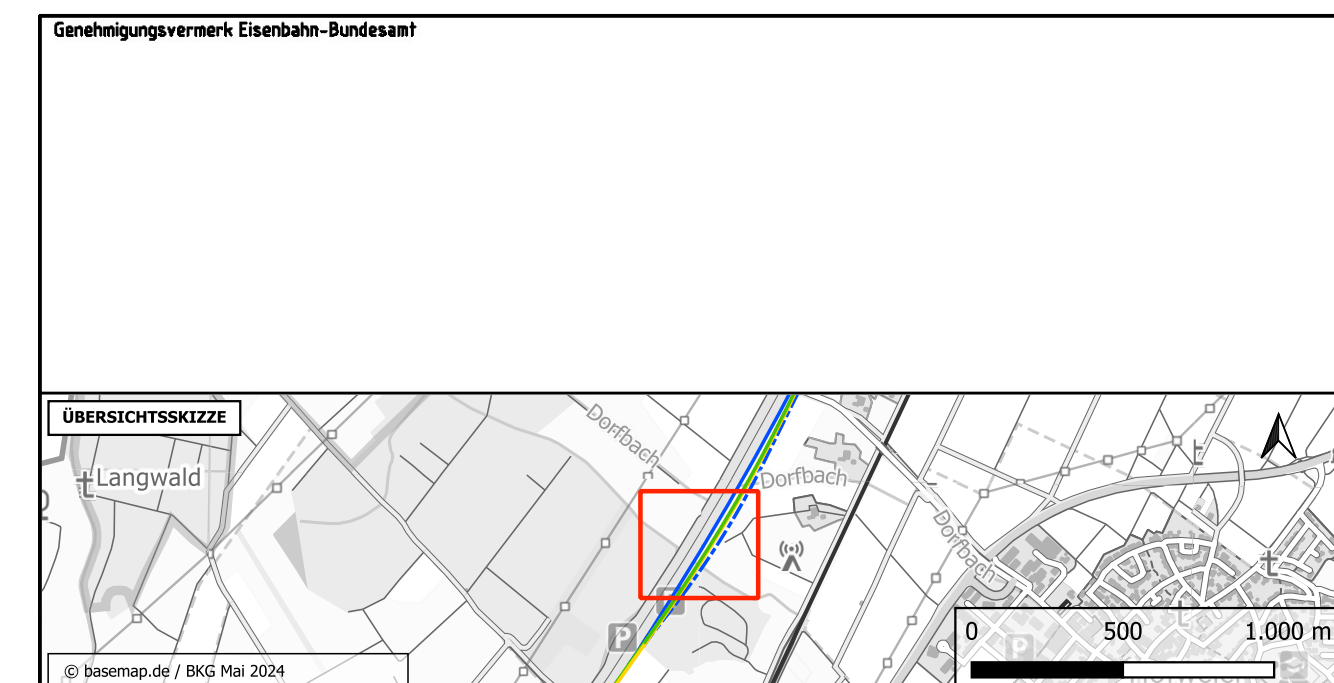 Genehmigungsvermerk Eisenbahn-Bundesamt
ÜBERSICHTSSKIZZE
Dorfbach
Langwald
Dorfbach
Dorfbach
P
P
0 500 1.000 m
P
© basemap.de / BKG Mai 2024